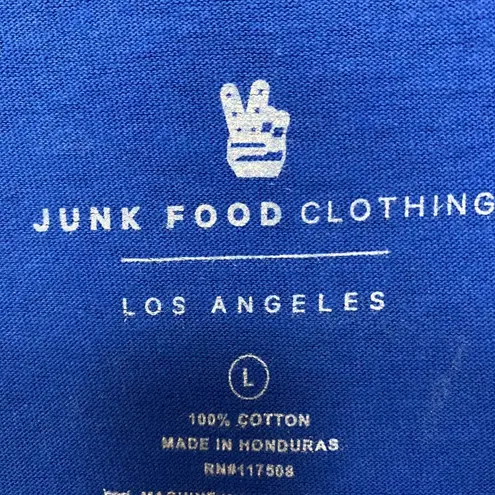 JUNK FOOD CLOTHING
LOS ANGELES
L
100% COTTON
MADE IN HONDURAS
RN#117508